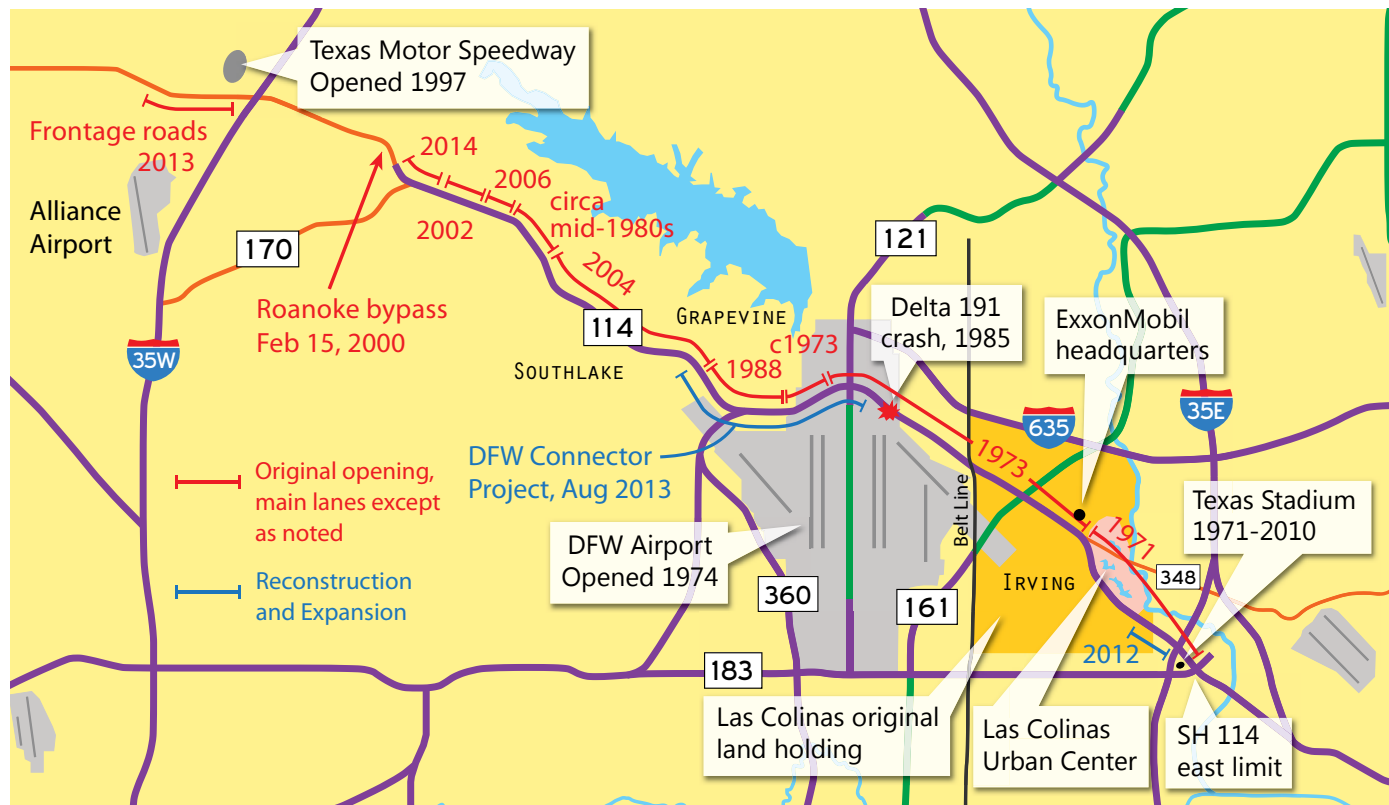 Texas Motor Speedway
Opened 1997
Frontage roads
2013
2014
2006
circa
mid-1980s
2002
2004
Alliance
Airport
170
121
Roanoke bypass
Feb 15, 2000
114
GRAPEVINE
Delta 191
crash, 1985
ExxonMobil
headquarters
35W
SOUTHLAKE
c1973
1988
635
35E
Original opening,
main lanes except
as noted
DFW Connector
Project, Aug 2013
1973
Belt Line
Texas Stadium
1971-2010
1971
DFW Airport
Opened 1974
Reconstruction
and Expansion
360
161
IRVING
348
2012
183
Las Colinas original
land holding
Las Colinas
Urban Center
SH 114
east limit